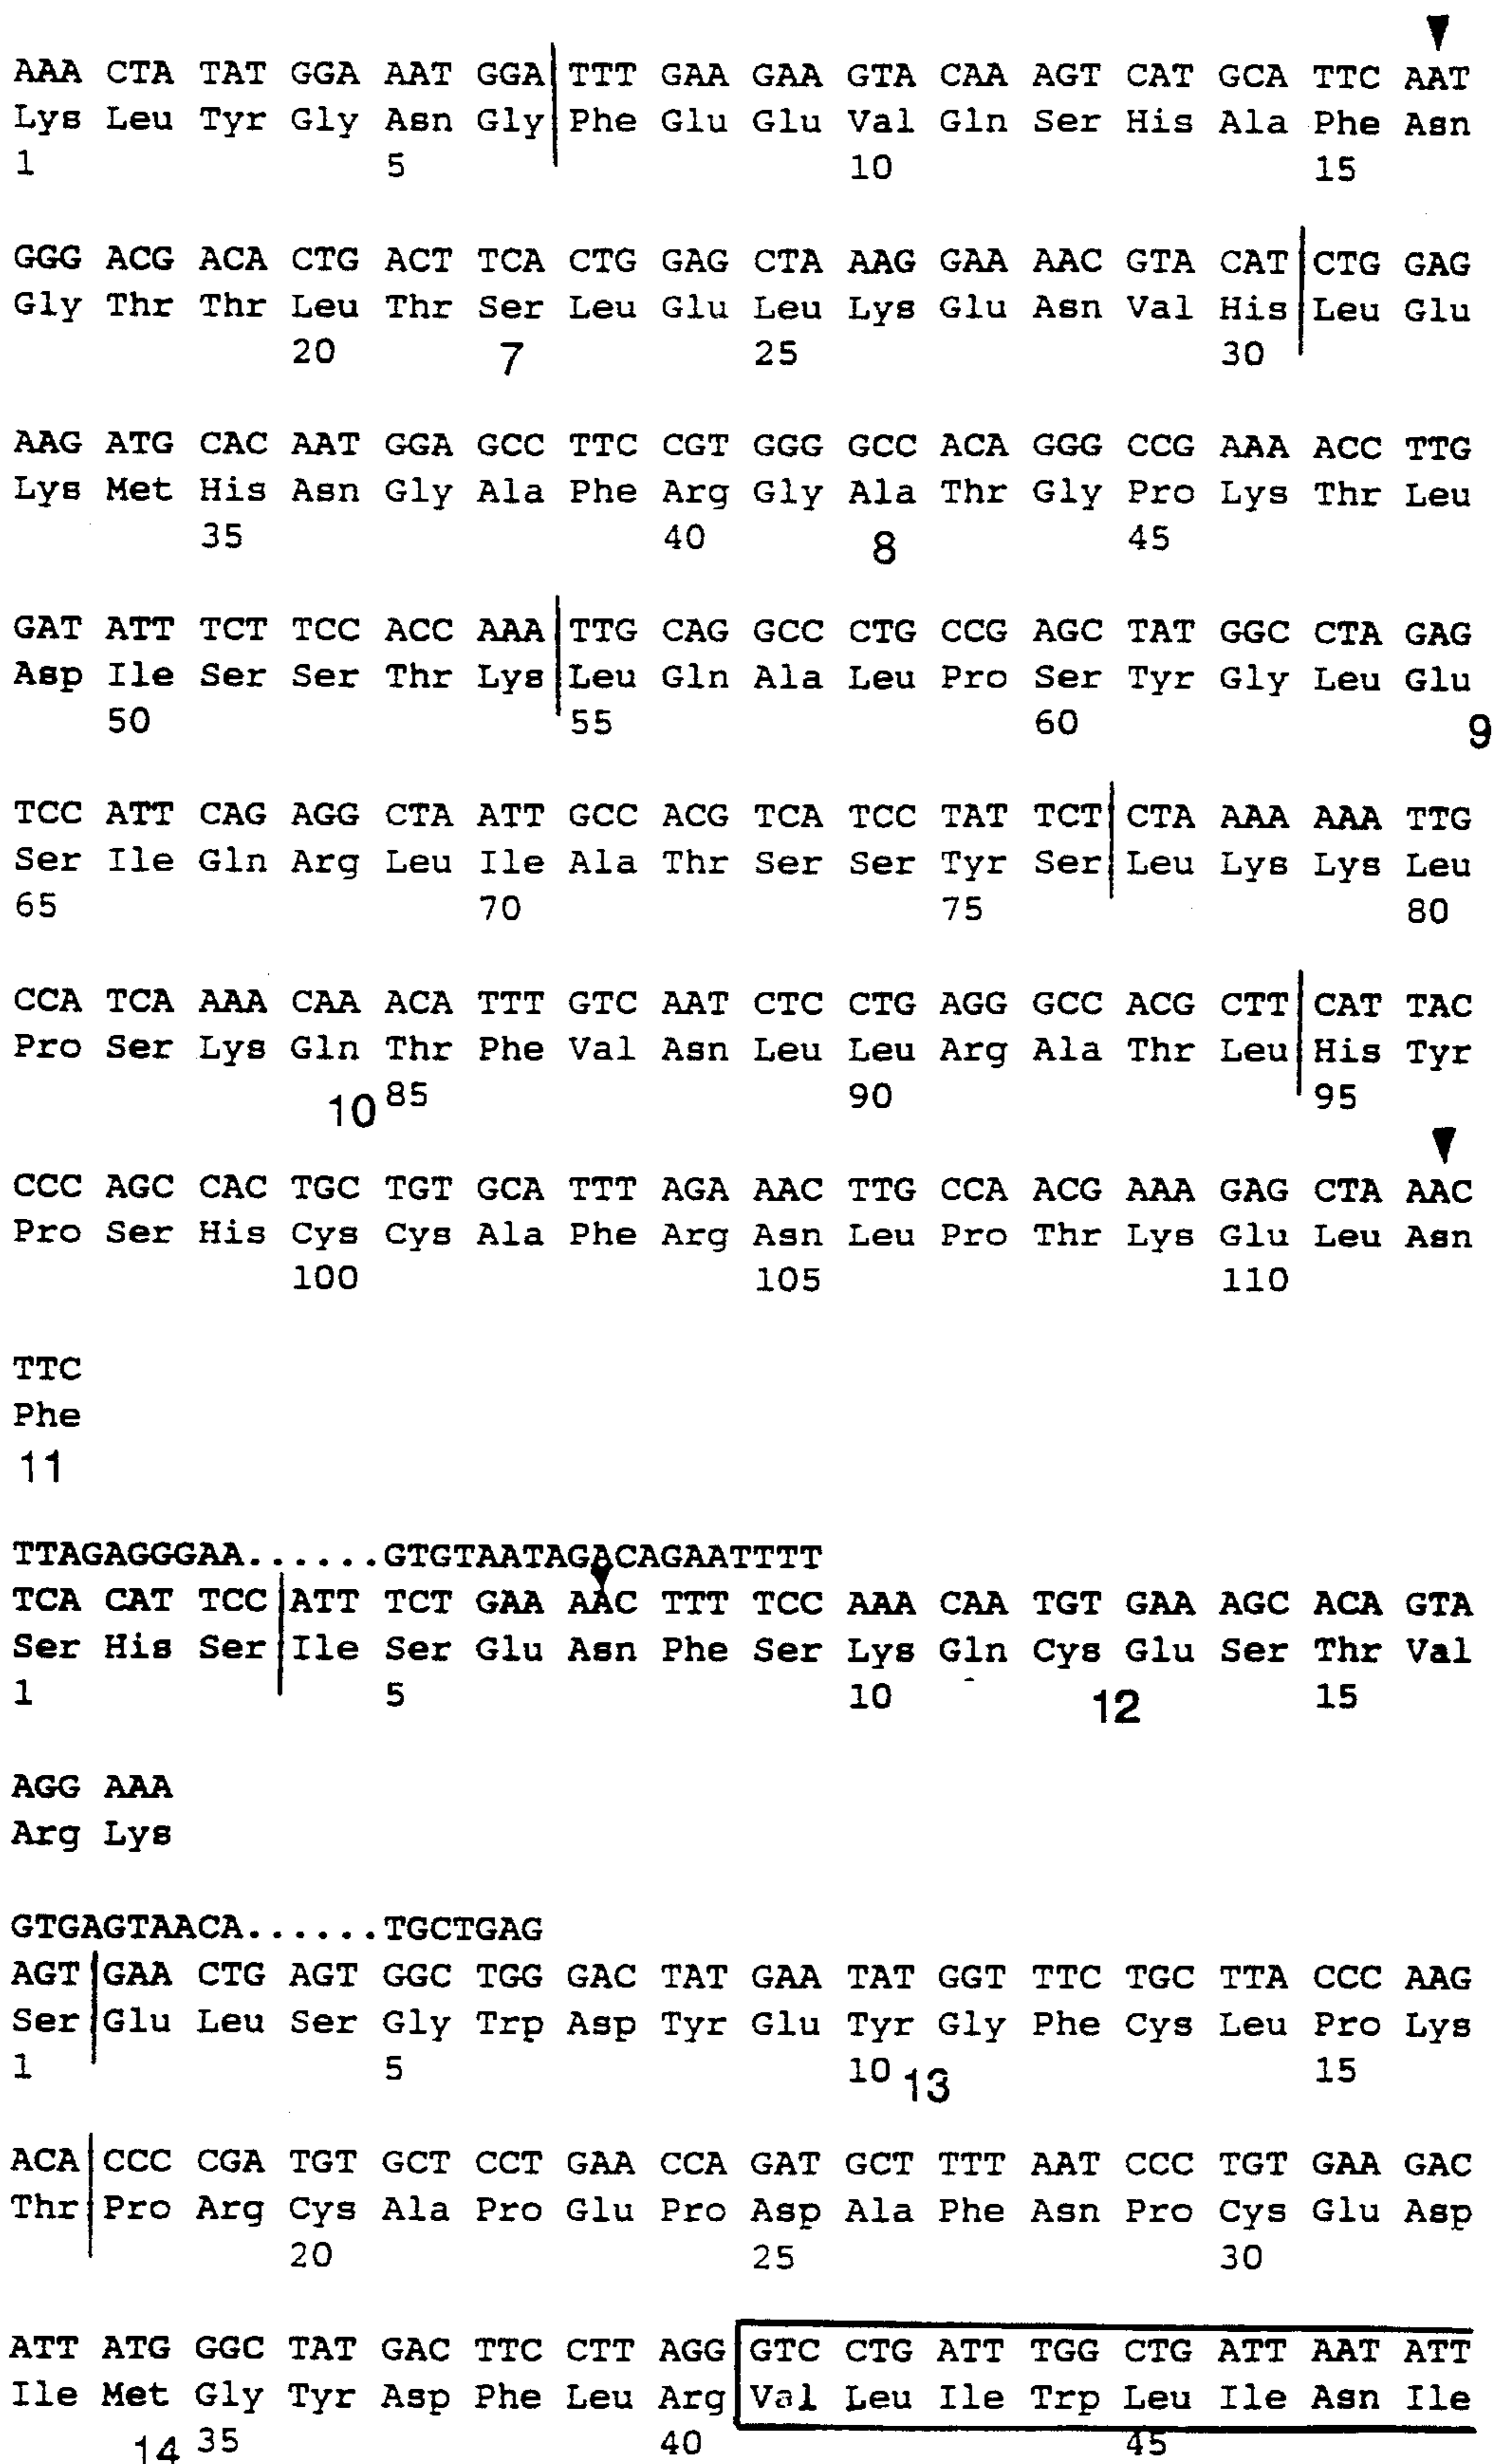 AAA CTA TAT GGA AAT GGA TTT GAA GAA GTA CAA AGT CAT GCA TTC AAT
Lys Leu Tyr Gly Asn Gly Phe Glu Glu Val Gln Ser His Ala Phe Asn
1 5 10 15
GGG ACG ACA CTG ACT TCA CTG GAG CTA AAG GAA AAC GTA CAT CTG GAG
Gly Thr Thr Leu Thr Ser Leu Glu Leu Lys Glu Asn Val His Leu Glu
20 7 25 30
AAG ATG CAC AAT GGA GCC TTC CGT GGG GCC ACA GGG CCG AAA ACC TTG
Lys Met His Asn Gly Ala Phe Arg Gly Ala Thr Gly Pro Lys Thr Leu
35 40 8 45
GAT ATT TCT TCC ACC AAA TTG CAG GCC CTG CCG AGC TAT GGC CTA GAG
Asp Ile Ser Ser Thr Lys Leu Gln Ala Leu Pro Ser Tyr Gly Leu Glu
50 55 60 9
TCC ATT CAG AGG CTA ATT GCC ACG TCA TCC TAT TCT CTA AAA AAA TTG
Ser Ile Gln Arg Leu Ile Ala Thr Ser Ser Tyr Ser Leu Lys Lys Leu
65 70 75 80
CCA TCA AAA CAA ACA TTT GTC AAT CTC CTG AGG GCC ACG CTT CAT TAC
Pro Ser Lys Gln Thr Phe Val Asn Leu Leu Arg Ala Thr Leu His Tyr
10 85 90 95
CCC AGC CAC TGC TGT GCA TTT AGA AAC TTG CCA ACG AAA GAG CTA AAC
Pro Ser His Cys Cys Ala Phe Arg Asn Leu Pro Thr Lys Glu Leu Asn
100 105 110
TTC
Phe
11
TTAGAGGGAA......GTGTAATAGACAGAATTTT
TCA CAT TCC ATT TCT GAA AAC TTT TCC AAA CAA TGT GAA AGC ACA GTA
Ser His Ser Ile Ser Glu Asn Phe Ser Lys Gln Cys Glu Ser Thr Val
1 5 10 12 15
AGG AAA
Arg Lys
GTGAGTAACA......TGCTGAG
AGT GAA CTG AGT GGC TGG GAC TAT GAA TAT GGT TTC TGC TTA CCC AAG
Ser Glu Leu Ser Gly Trp Asp Tyr Glu Tyr Gly Phe Cys Leu Pro Lys
1 5 10 13 15
ACA CCC CGA TGT GCT CCT GAA CCA GAT GCT TTT AAT CCC TGT GAA GAC
Thr Pro Arg Cys Ala Pro Glu Pro Asp Ala Phe Asn Pro Cys Glu Asp
20 25 30
ATT ATG GGC TAT GAC TTC CTT AGG GTC CTG ATT TGG CTG ATT AAT ATT
Ile Met Gly Tyr Asp Phe Leu Arg Val Leu Ile Trp Leu Ile Asn Ile
14 35 40 45